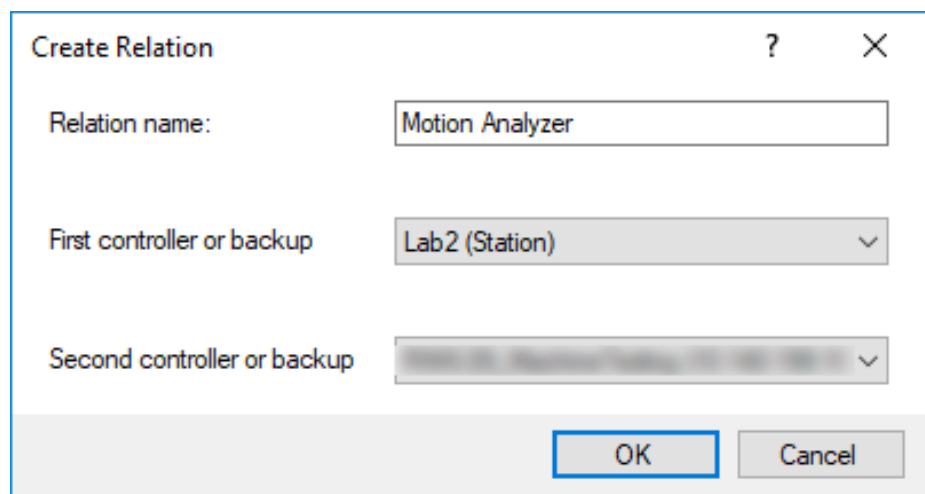 Create Relation
?
Relation name:
Motion Analyzer
First controller or backup
Lab2 (Station)
Second controller or backup
OK
Cancel